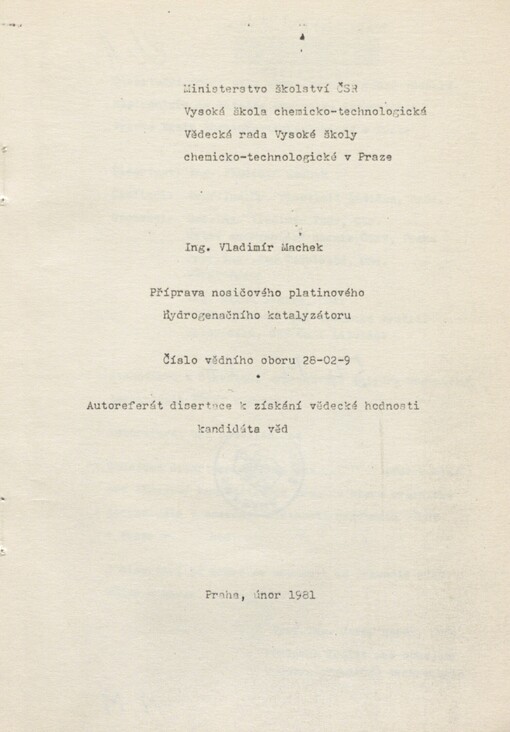 Ministerstvo školství ČSR
Vysoká škola chemicko-technologická
Vědecká rada Vysoké školy
chemicko-technologické v Praze
Ing. Vladimír Machek
Příprava nosičového platinového
Hydrogenačního katalyzátoru
Číslo vědního oboru 28-02-9
Autoreferát disertace k získání vědecké hodnosti
kandidáta věd
Praha, únor 1981